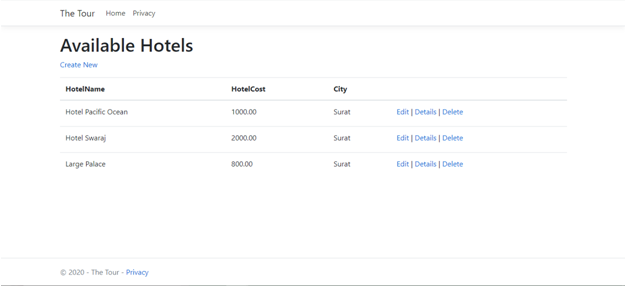 The Tour Home Privacy
Available Hotels
Create New
HotelName HotelCost City
Hotel Pacific Ocean 1000.00 Surat Edit | Details | Delete
Hotel Swaraj 2000.00 Surat Edit | Details | Delete
Large Palace 800.00 Surat Edit | Details | Delete
© 2020 - The Tour - Privacy